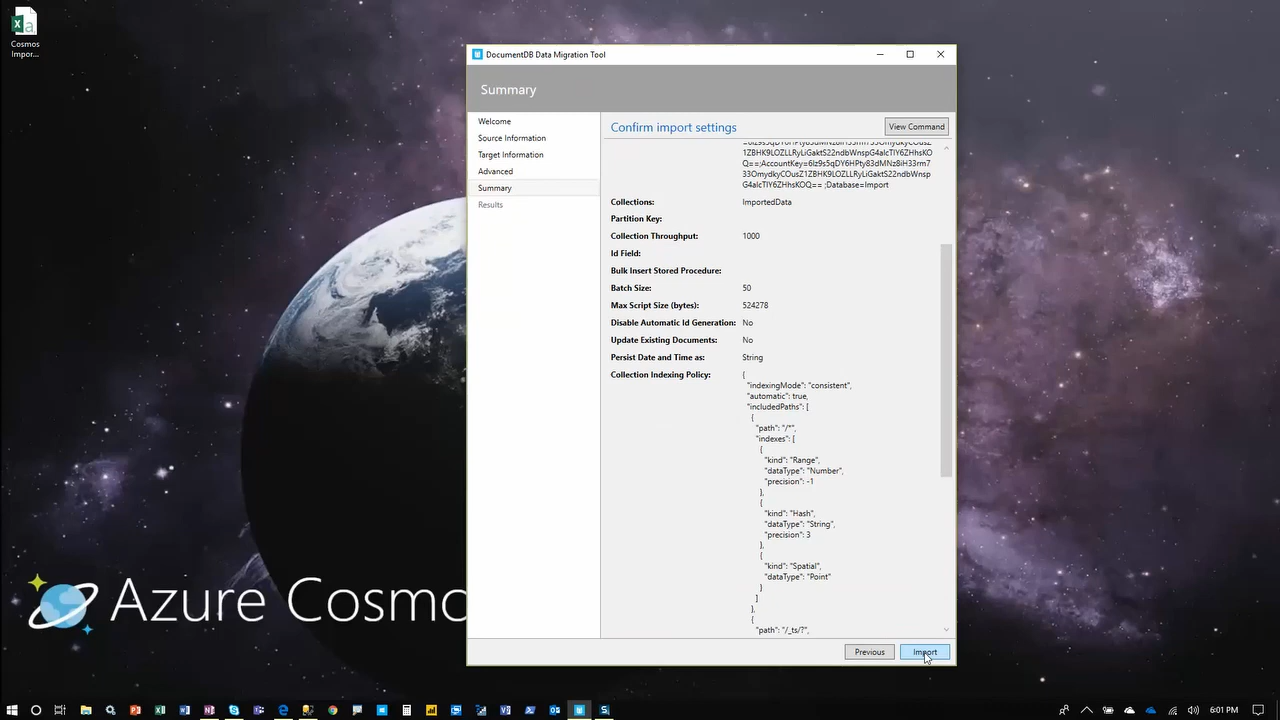 Cosmos
Impor...
DocumentDB Data Migration Tool
Summary
Welcome
Source Information
Target Information
Advanced
Summary
Results
Confirm import settings
View Command
Q==;AccountKey=6Iz9s5qDY6HPty83dMNz8iH33rm7
33OmydkyCOusZ1ZBHK9LOZLLRyLiGaktS22ndbWnsp
G4alcTIY6ZHhsKOQ== ;Database=Import
Collections: ImportedData
Partition Key:
Collection Throughput: 1000
Id Field:
Bulk Insert Stored Procedure:
Batch Size: 50
Max Script Size (bytes): 524278
Disable Automatic Id Generation: No
Update Existing Documents: No
Persist Date and Time as: String
Collection Indexing Policy: {
"indexingMode": "consistent",
"automatic": true,
"includedPaths": [
{
"path": "/*",
"indexes": [
{
"kind": "Range",
"dataType": "Number",
"precision": -1
},
{
"kind": "Hash",
"dataType": "String",
"precision": 3
},
{
"kind": "Spatial",
"dataType": "Point"
}
]
},
{
"path": "/_ts/?",
Previous
Import
Azure Cosmo
6:01 PM